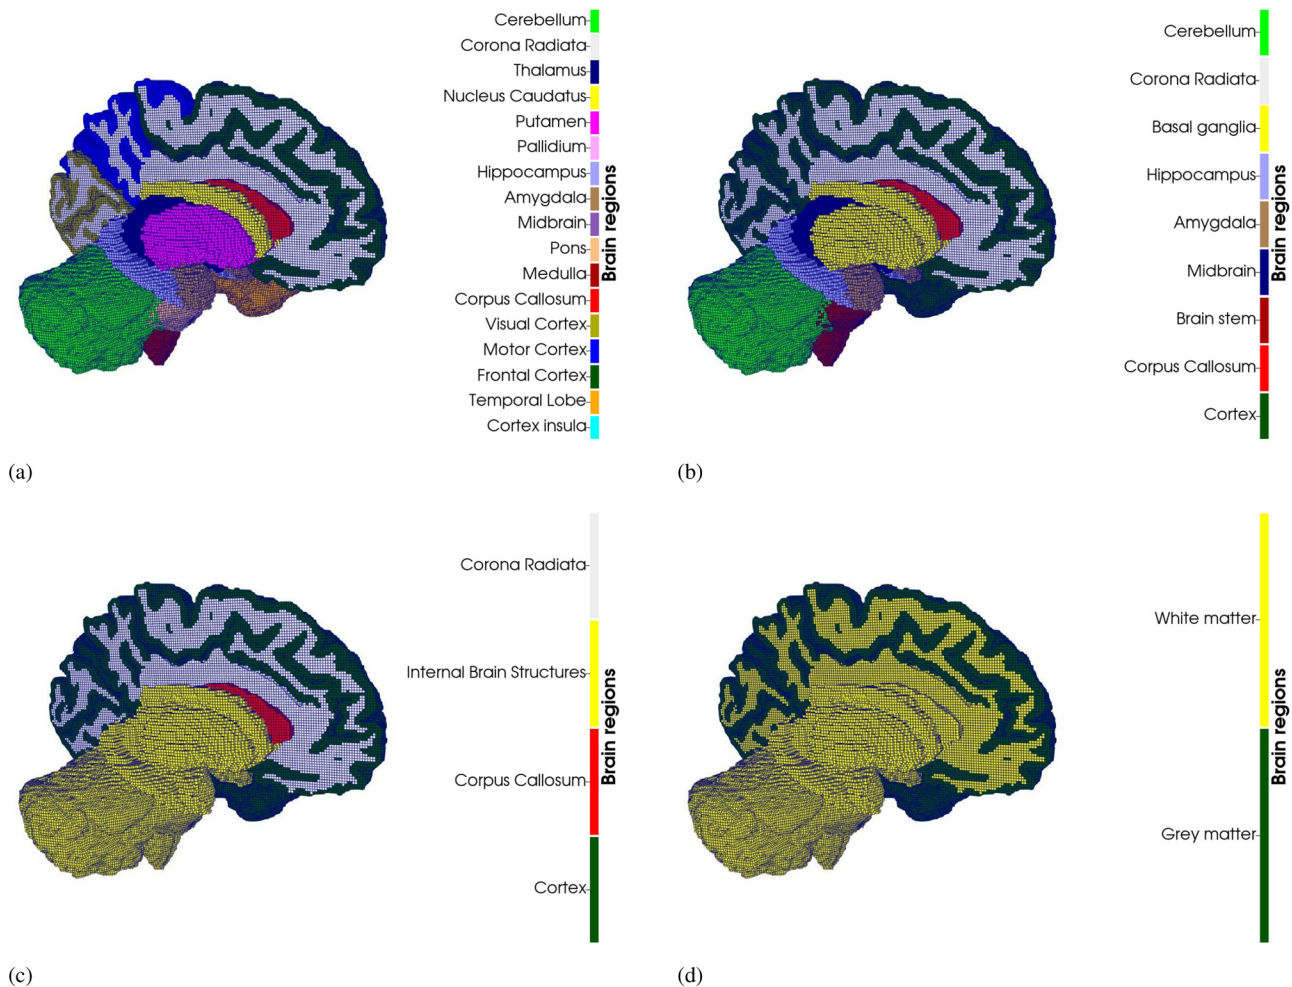 Cerebellum
Corona Radiata
Thalamus
Nucleus Caudatus
Putamen
Pallidium
Hippocampus
Amygdala
Midbrain
Pons
Medulla
Corpus Callosum
Visual Cortex
Motor Cortex
Frontal Cortex
Temporal Lobe
Cortex insula
Brain regions
(a)
Cerebellum
Corona Radiata
Basal ganglia
Hippocampus
Amygdala
Midbrain
Brain stem
Corpus Callosum
Cortex
Brain regions
(b)
Corona Radiata
Internal Brain Structures
Corpus Callosum
Cortex
Brain regions
(c)
White matter
Grey matter
Brain regions
(d)